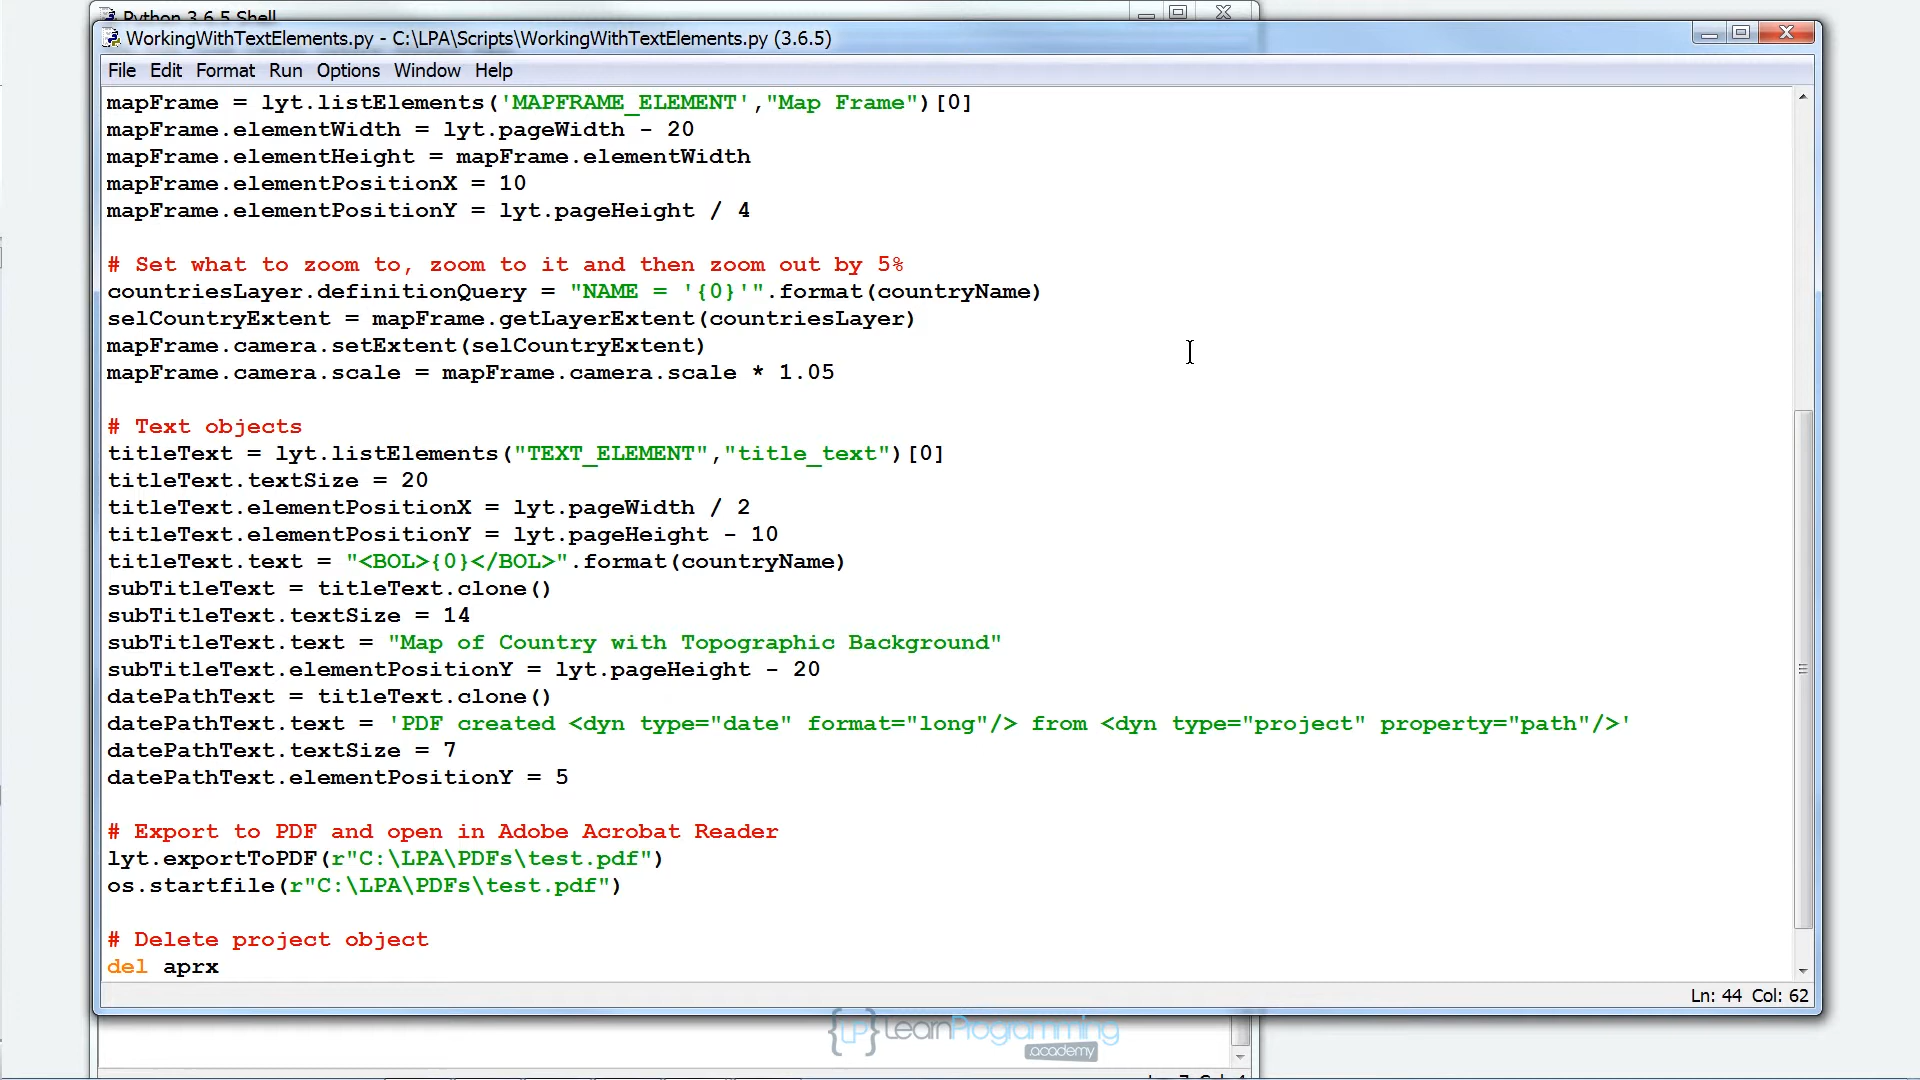 Python 3.6.5 Shell
WorkingWithTextElements.py - C:\LPA\Scripts\WorkingWithTextElements.py (3.6.5)
File Edit Format Run Options Window Help
mapFrame = lyt.listElements('MAPFRAME_ELEMENT',"Map Frame")[0]
mapFrame.elementWidth = lyt.pageWidth - 20
mapFrame.elementHeight = mapFrame.elementWidth
mapFrame.elementPositionX = 10
mapFrame.elementPositionY = lyt.pageHeight / 4
# Set what to zoom to, zoom to it and then zoom out by 5%
countriesLayer.definitionQuery = "NAME = '{0}'".format(countryName)
selCountryExtent = mapFrame.getLayerExtent(countriesLayer)
mapFrame.camera.setExtent(selCountryExtent)
mapFrame.camera.scale = mapFrame.camera.scale * 1.05
# Text objects
titleText = lyt.listElements("TEXT_ELEMENT","title_text")[0]
titleText.textSize = 20
titleText.elementPositionX = lyt.pageWidth / 2
titleText.elementPositionY = lyt.pageHeight - 10
titleText.text = "<BOL>{0}</BOL>".format(countryName)
subTitleText = titleText.clone()
subTitleText.textSize = 14
subTitleText.text = "Map of Country with Topographic Background"
subTitleText.elementPositionY = lyt.pageHeight - 20
datePathText = titleText.clone()
datePathText.text = 'PDF created <dyn type="date" format="long"/> from <dyn type="project" property="path"/>'
datePathText.textSize = 7
datePathText.elementPositionY = 5
# Export to PDF and open in Adobe Acrobat Reader
lyt.exportToPDF(r"C:\LPA\PDFs\test.pdf")
os.startfile(r"C:\LPA\PDFs\test.pdf")
# Delete project object
del aprx
Ln: 44 Col: 62
{LP} LearnProgramming
.academy